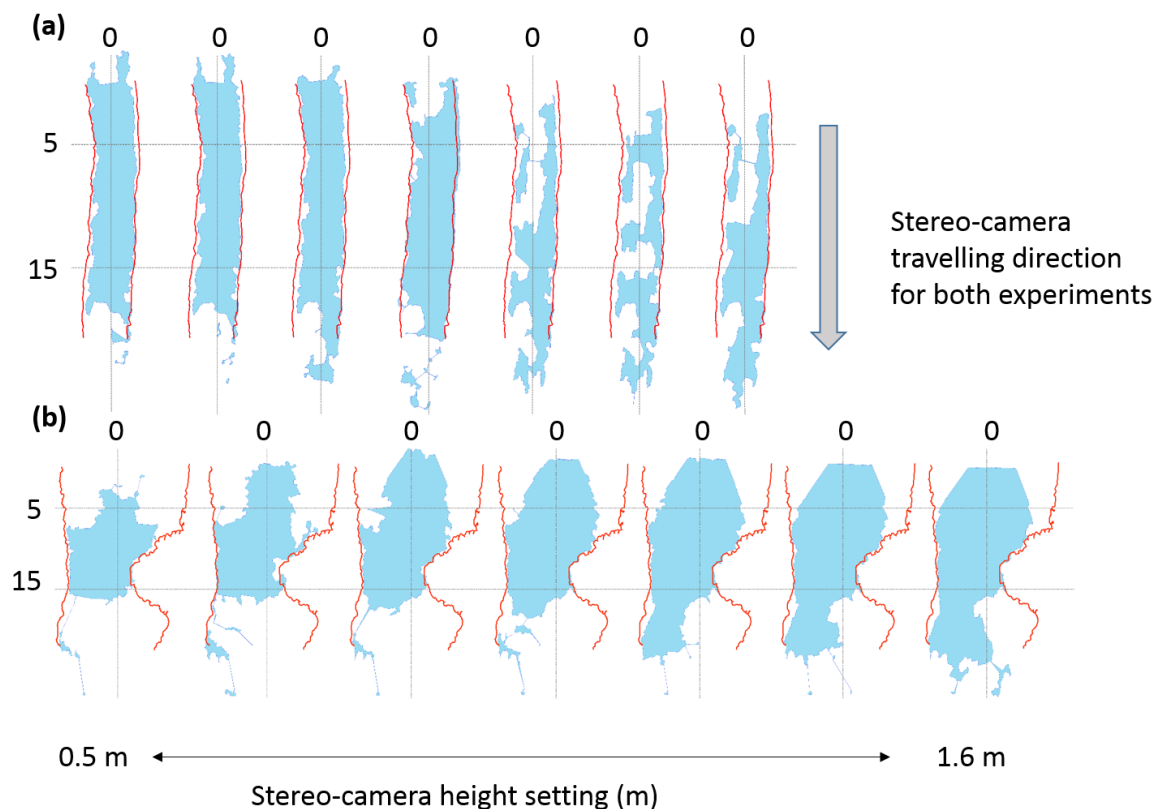 (a)
0 0 0 0 0 0 0
5
15
Stereo-camera
travelling direction
for both experiments
(b)
0 0 0 0 0 0 0
5
15
0.5 m 1.6 m
Stereo-camera height setting (m)